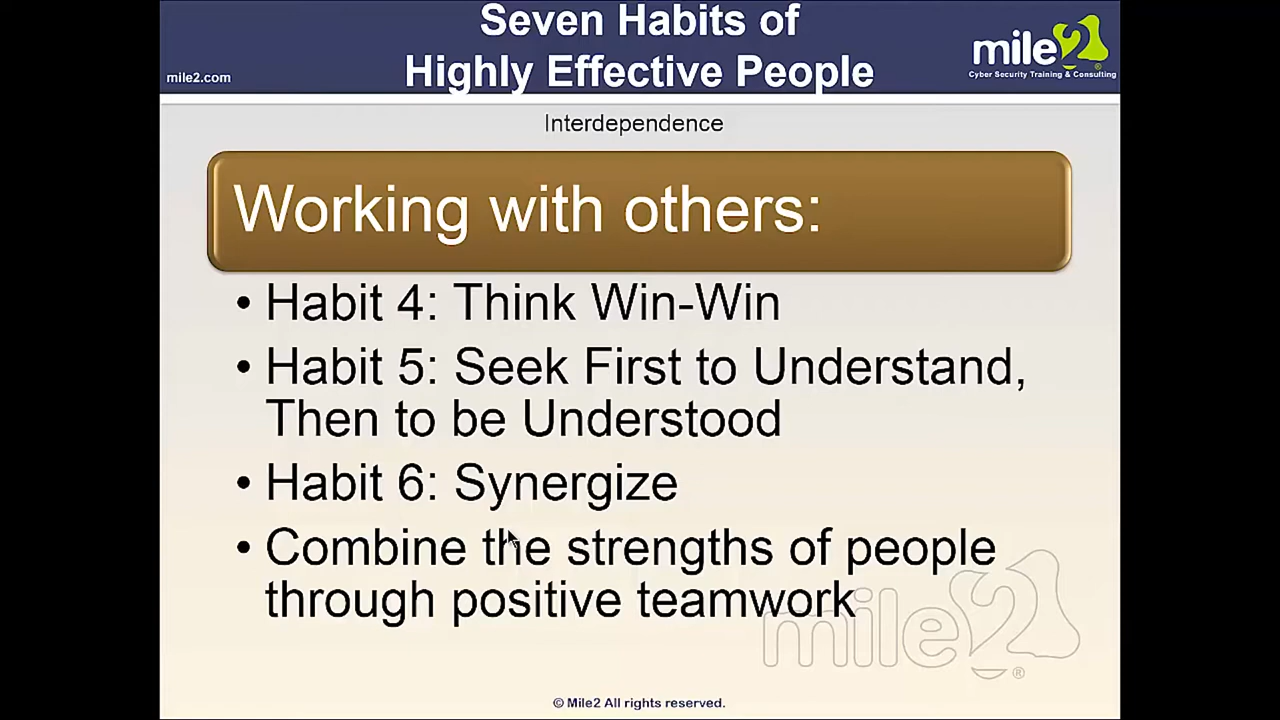 Seven Habits of
Highly Effective People
mile2.com
mile2
Cyber Security Training & Consulting
Interdependence
Working with others:
• Habit 4: Think Win-Win
• Habit 5: Seek First to Understand,
Then to be Understood
• Habit 6: Synergize
• Combine the strengths of people
through positive teamwork
mile2®
© Mile2 All rights reserved.